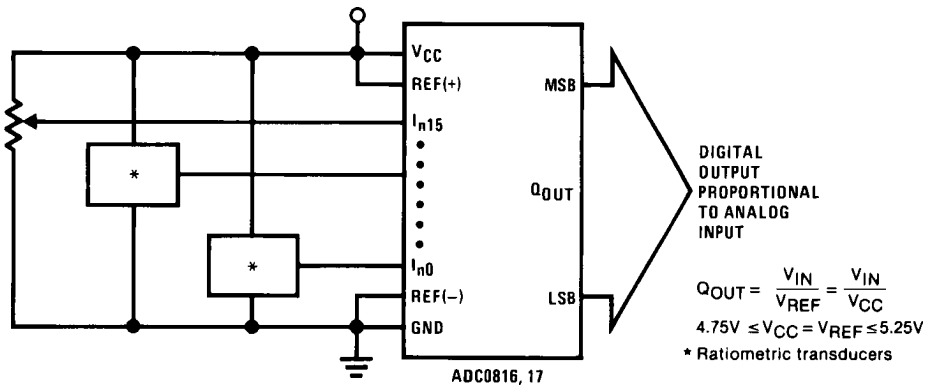 VCC
REF(+)
In15
*
*
In0
REF(−)
GND
MSB
QOUT
LSB
ADC0816, 17
DIGITAL
OUTPUT
PROPORTIONAL
TO ANALOG
INPUT
QOUT = VIN/VREF = VIN/VCC
4.75V ≤ VCC = VREF ≤ 5.25V
* Ratiometric transducers